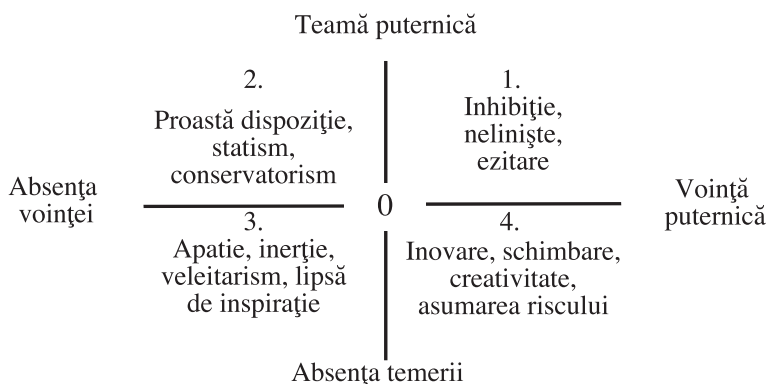 Teamă puternică
2.
Proastă dispoziţie,
statism,
conservatorism
1.
Inhibiţie,
nelinişte,
ezitare
Absenţa
voinţei
0
Voinţă
puternică
3.
Apatie, inerţie,
veleitarism, lipsă
de inspiraţie
4.
Inovare, schimbare,
creativitate,
asumarea riscului
Absenţa temerii